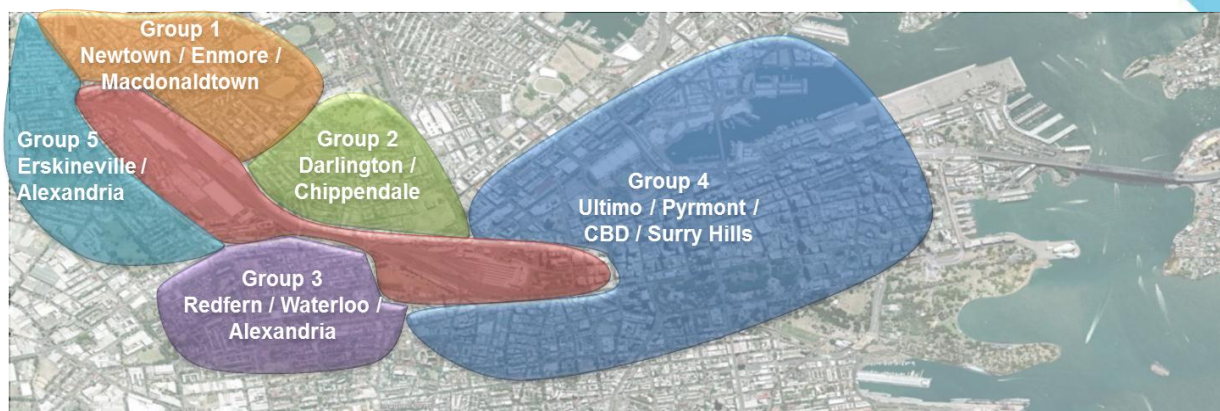 Group 1
Newtown / Enmore /
Macdonaldtown
Group 5
Erskineville /
Alexandria
Group 2
Darlington /
Chippendale
Group 4
Ultimo / Pyrmont /
CBD / Surry Hills
Group 3
Redfern / Waterloo /
Alexandria